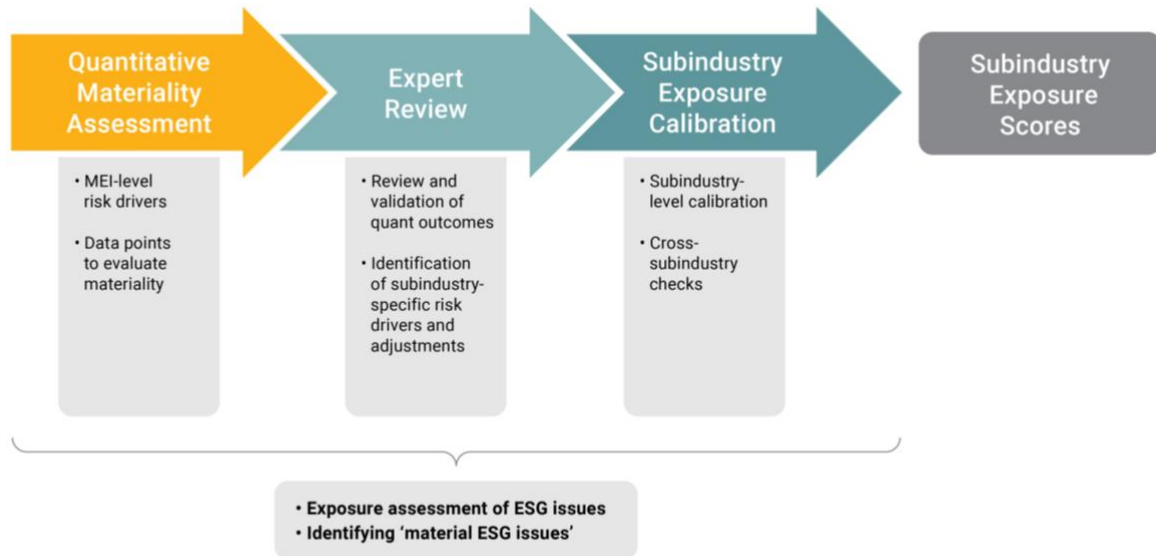 Quantitative
Materiality
Assessment
Expert
Review
Subindustry
Exposure
Calibration
Subindustry
Exposure
Scores
• MEI-level
risk drivers
• Data points
to evaluate
materiality
• Review and
validation of
quant outcomes
• Identification
of subindustry-
specific risk
drivers and
adjustments
• Subindustry-
level calibration
• Cross-
subindustry
checks
• Exposure assessment of ESG issues
• Identifying ‘material ESG issues’